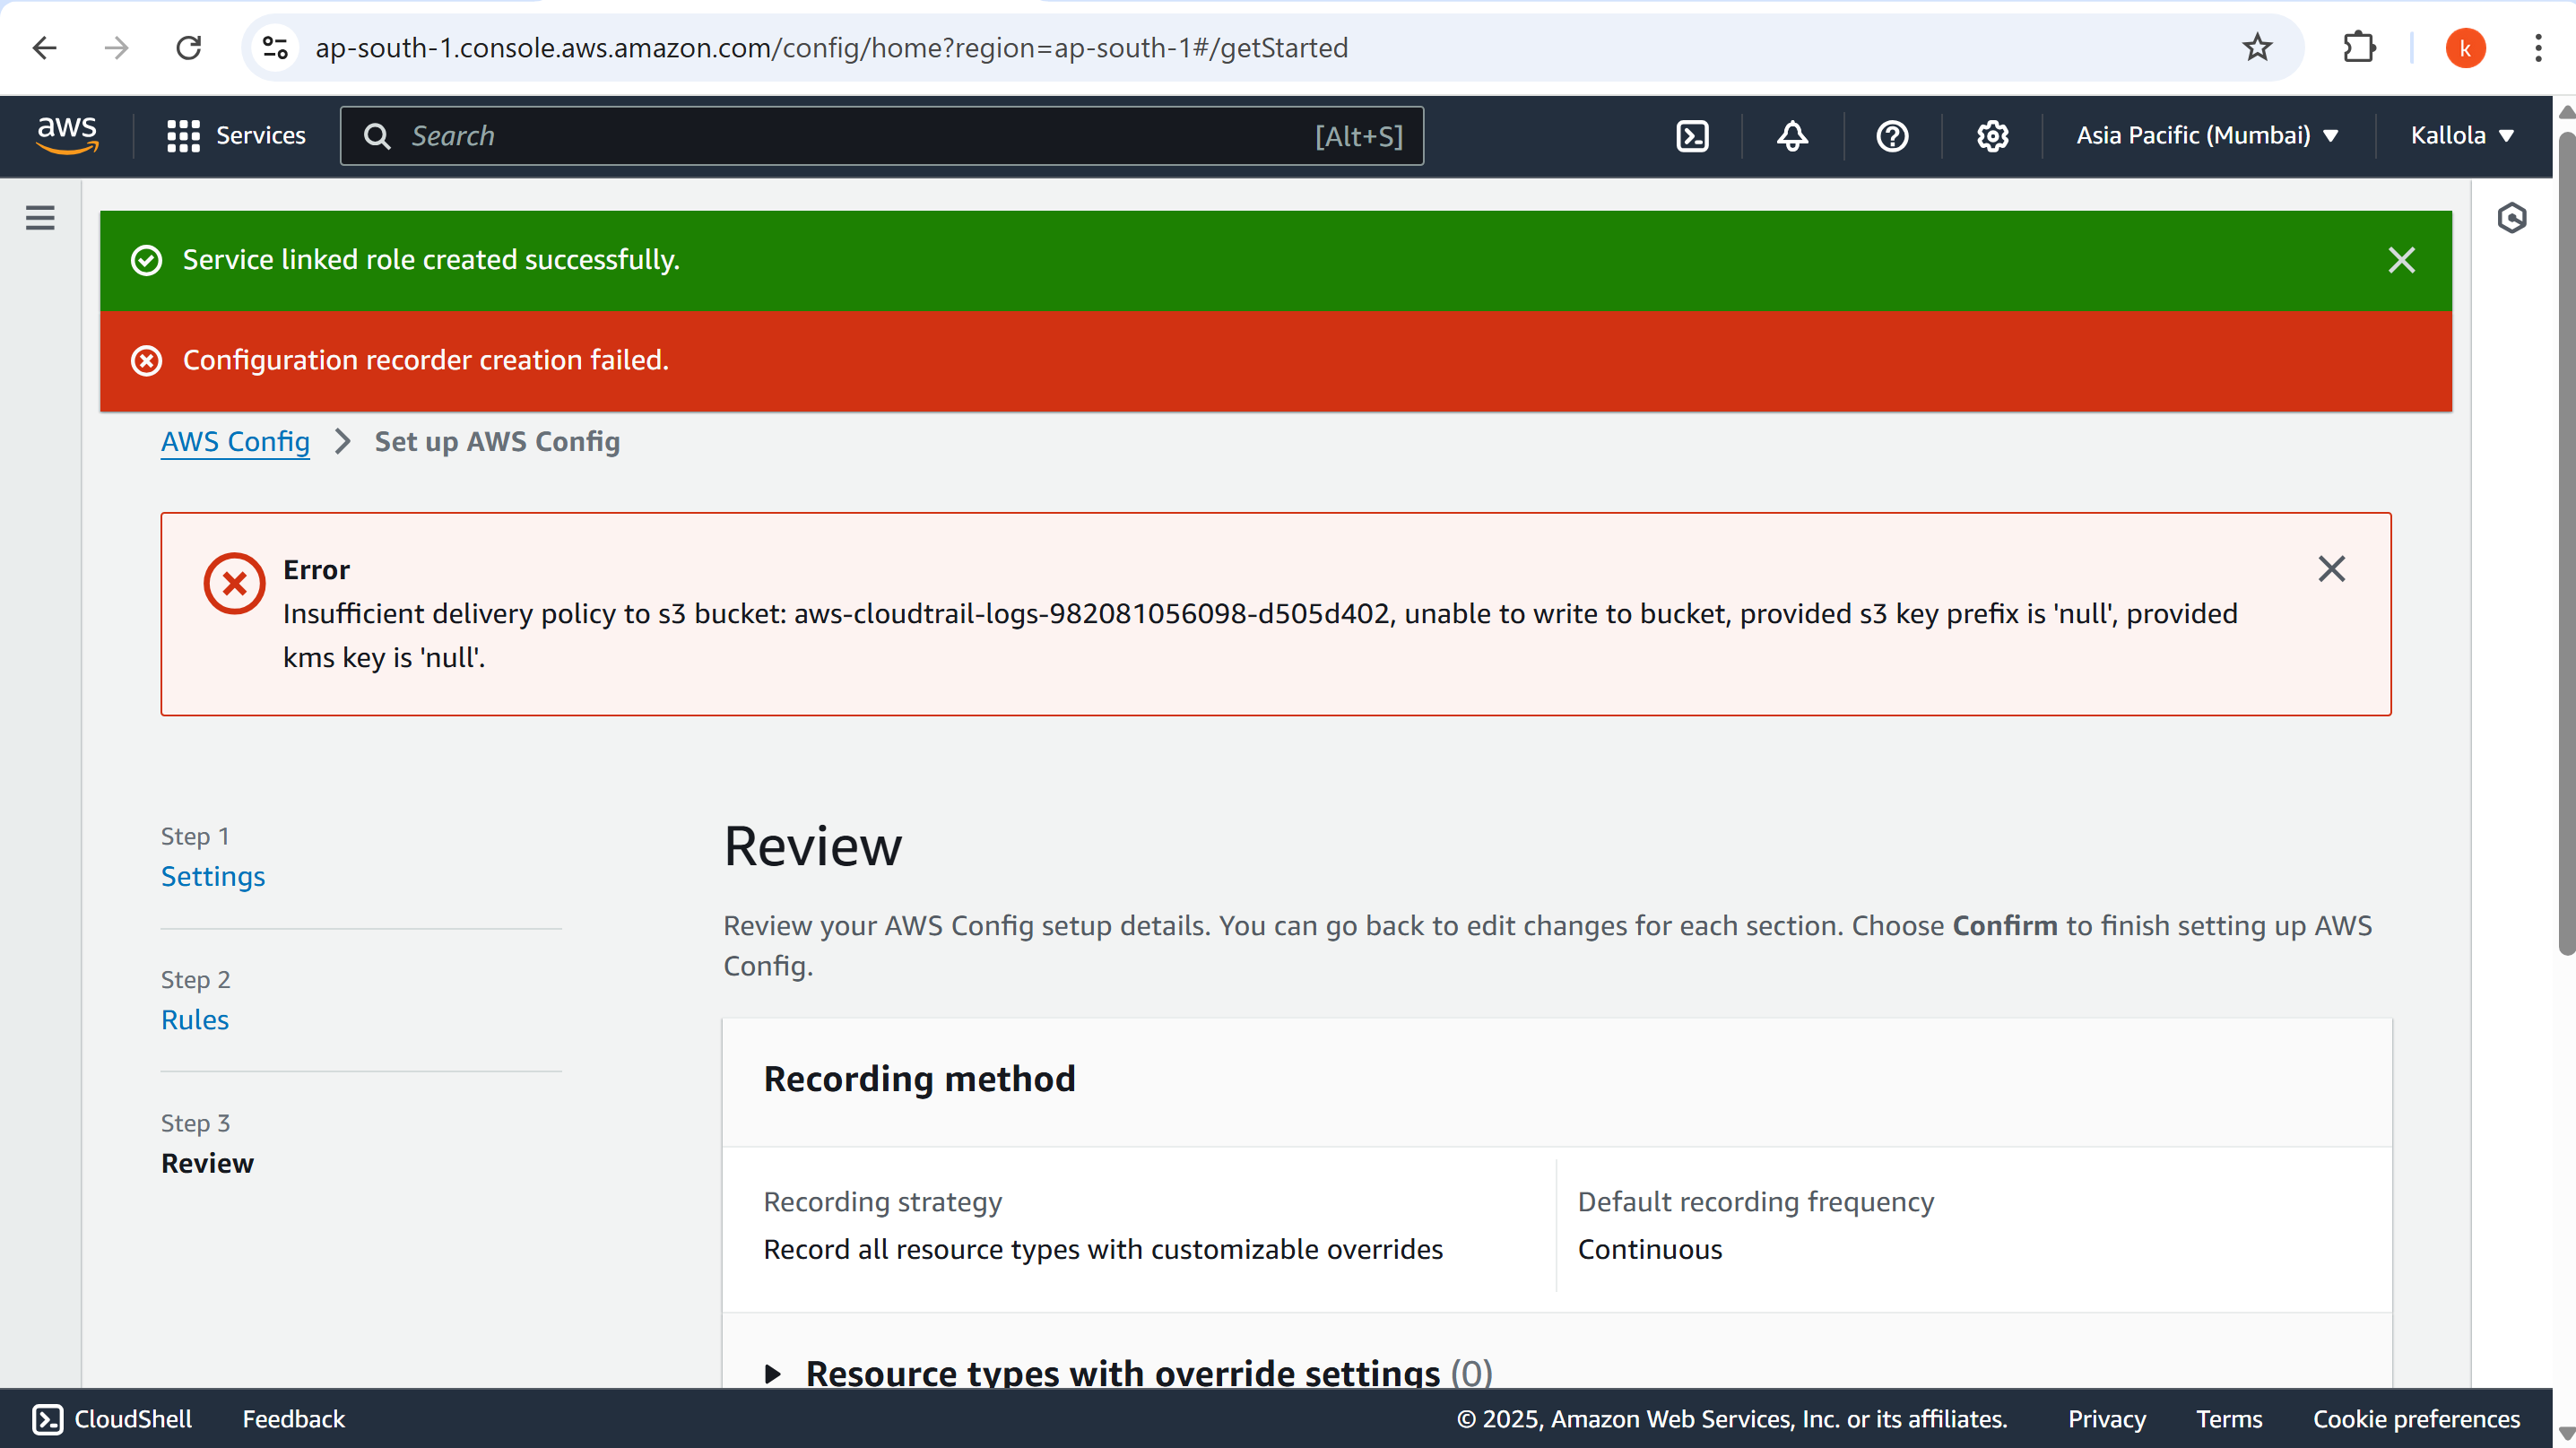 ap-south-1.console.aws.amazon.com/config/home?region=ap-south-1#/getStarted
k
aws
Services
Search
[Alt+S]
Asia Pacific (Mumbai)
Kallola
Service linked role created successfully.
Configuration recorder creation failed.
AWS Config
Set up AWS Config
Error
Insufficient delivery policy to s3 bucket: aws-cloudtrail-logs-982081056098-d505d402, unable to write to bucket, provided s3 key prefix is 'null', provided
kms key is 'null'.
Step 1
Settings
Step 2
Rules
Step 3
Review
Review
Review your AWS Config setup details. You can go back to edit changes for each section. Choose Confirm to finish setting up AWS
Config.
Recording method
Recording strategy
Record all resource types with customizable overrides
Default recording frequency
Continuous
Resource types with override settings (0)
CloudShell
Feedback
© 2025, Amazon Web Services, Inc. or its affiliates.
Privacy
Terms
Cookie preferences